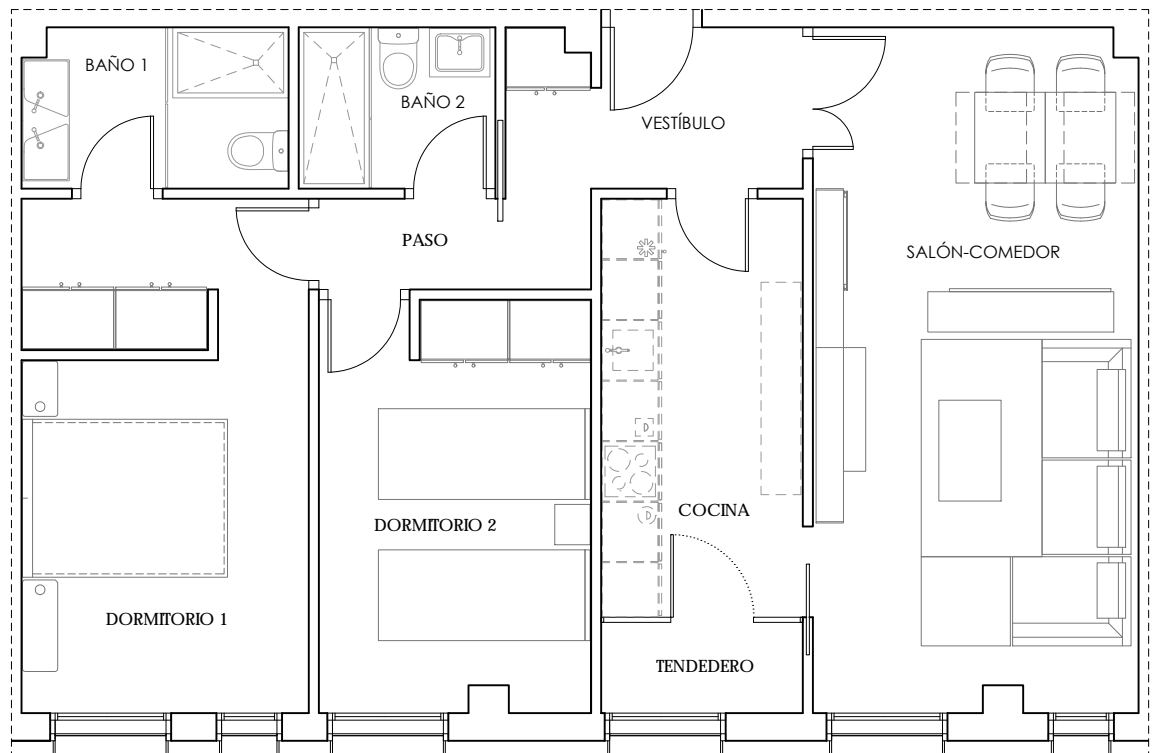 BAÑO 1
BAÑO 2
VESTÍBULO
PASO
SALÓN-COMEDOR
COCINA
DORMITORIO 2
DORMITORIO 1
TENDEDERO